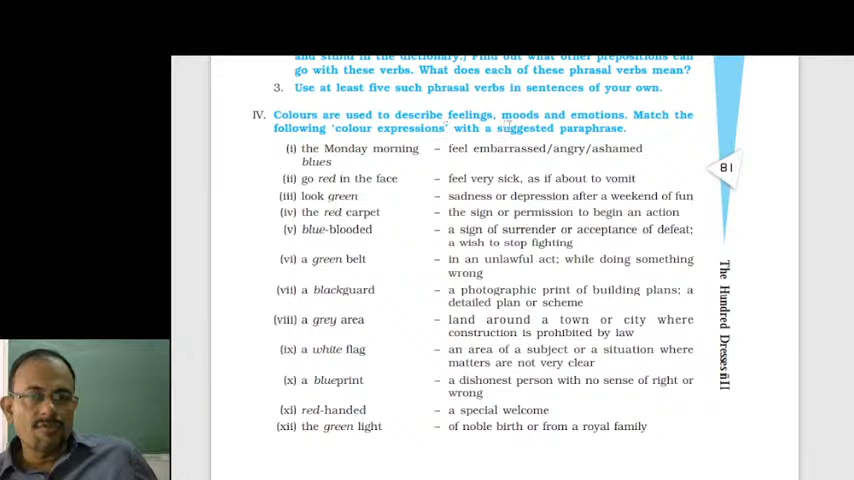 and stand in the dictionary.) Find out what other prepositions can
go with these verbs. What does each of these phrasal verbs mean?
3. Use at least five such phrasal verbs in sentences of your own.
IV. Colours are used to describe feelings, moods and emotions. Match the
following 'colour expressions' with a suggested paraphrase.
(i) the Monday morning – feel embarrassed/angry/ashamed
blues
(ii) go red in the face – feel very sick, as if about to vomit
(iii) look green – sadness or depression after a weekend of fun
(iv) the red carpet – the sign or permission to begin an action
(v) blue-blooded – a sign of surrender or acceptance of defeat;
a wish to stop fighting
(vi) a green belt – in an unlawful act; while doing something
wrong
(vii) a blackguard – a photographic print of building plans; a
detailed plan or scheme
(viii) a grey area – land around a town or city where
construction is prohibited by law
(ix) a white flag – an area of a subject or a situation where
matters are not very clear
(x) a blueprint – a dishonest person with no sense of right or
wrong
(xi) red-handed – a special welcome
(xii) the green light – of noble birth or from a royal family
81
The Hundred Dresses ñ II